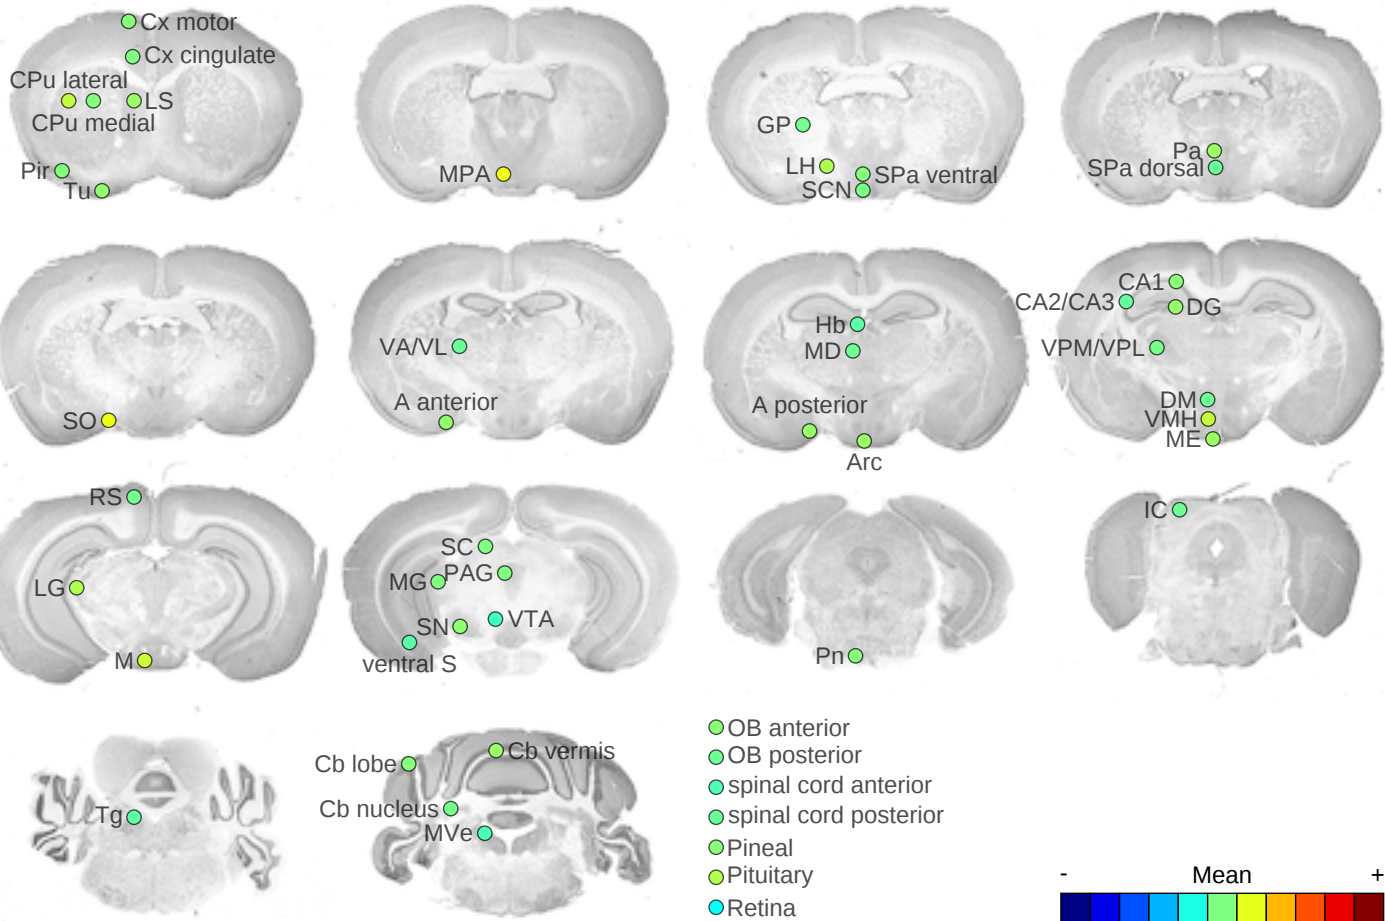 Cx motor
Cx cingulate
CPu lateral
LS
CPu medial
Pir
Tu
MPA
GP
LH
SPa ventral
SCN
Pa
SPa dorsal
SO
VA/VL
A anterior
Hb
MD
A posterior
Arc
CA1
CA2/CA3
DG
VPM/VPL
DM
VMH
ME
RS
LG
M
SC
PAG
MG
SN
VTA
ventral S
Pn
IC
Tg
Cb lobe
Cb vermis
Cb nucleus
MVe
OB anterior
OB posterior
spinal cord anterior
spinal cord posterior
Pineal
Pituitary
Retina
- Mean +